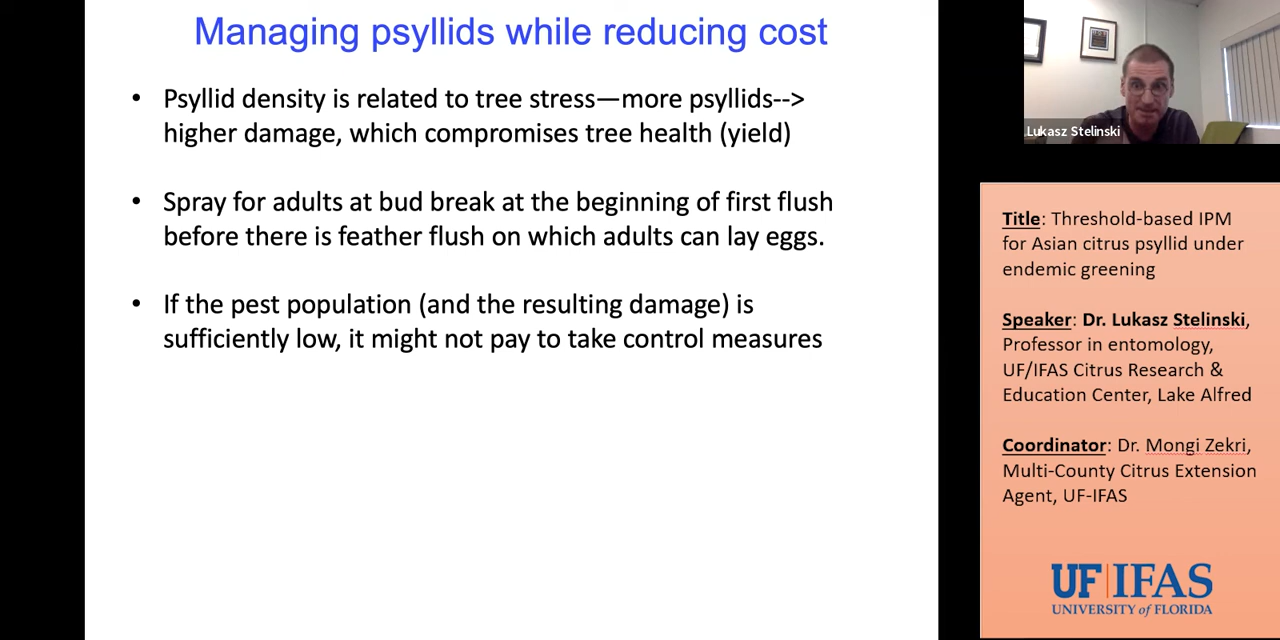 Managing psyllids while reducing cost
• Psyllid density is related to tree stress—more psyllids-->
higher damage, which compromises tree health (yield)
• Spray for adults at bud break at the beginning of first flush
before there is feather flush on which adults can lay eggs.
• If the pest population (and the resulting damage) is
sufficiently low, it might not pay to take control measures
Lukasz Stelinski
Title: Threshold-based IPM
for Asian citrus psyllid under
endemic greening
Speaker: Dr. Lukasz Stelinski,
Professor in entomology,
UF/IFAS Citrus Research &
Education Center, Lake Alfred
Coordinator: Dr. Mongi Zekri,
Multi-County Citrus Extension
Agent, UF-IFAS
UF|IFAS
UNIVERSITY of FLORIDA